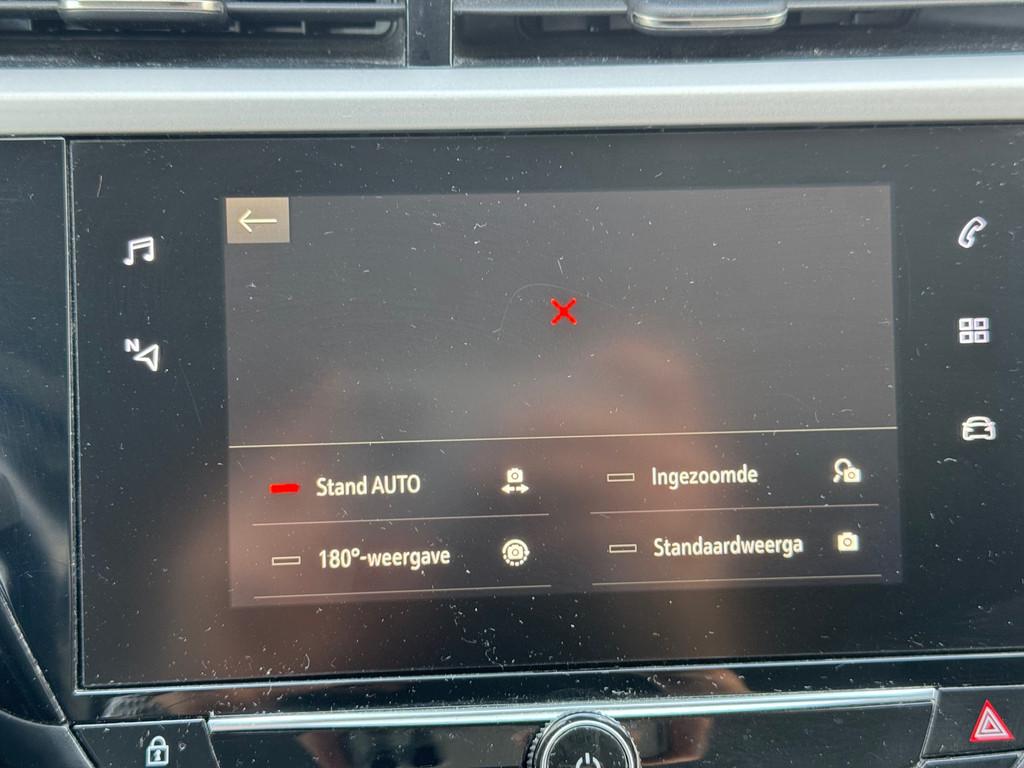 N
Stand AUTO
Ingezoomde
180°-weergave
Standaardweerga